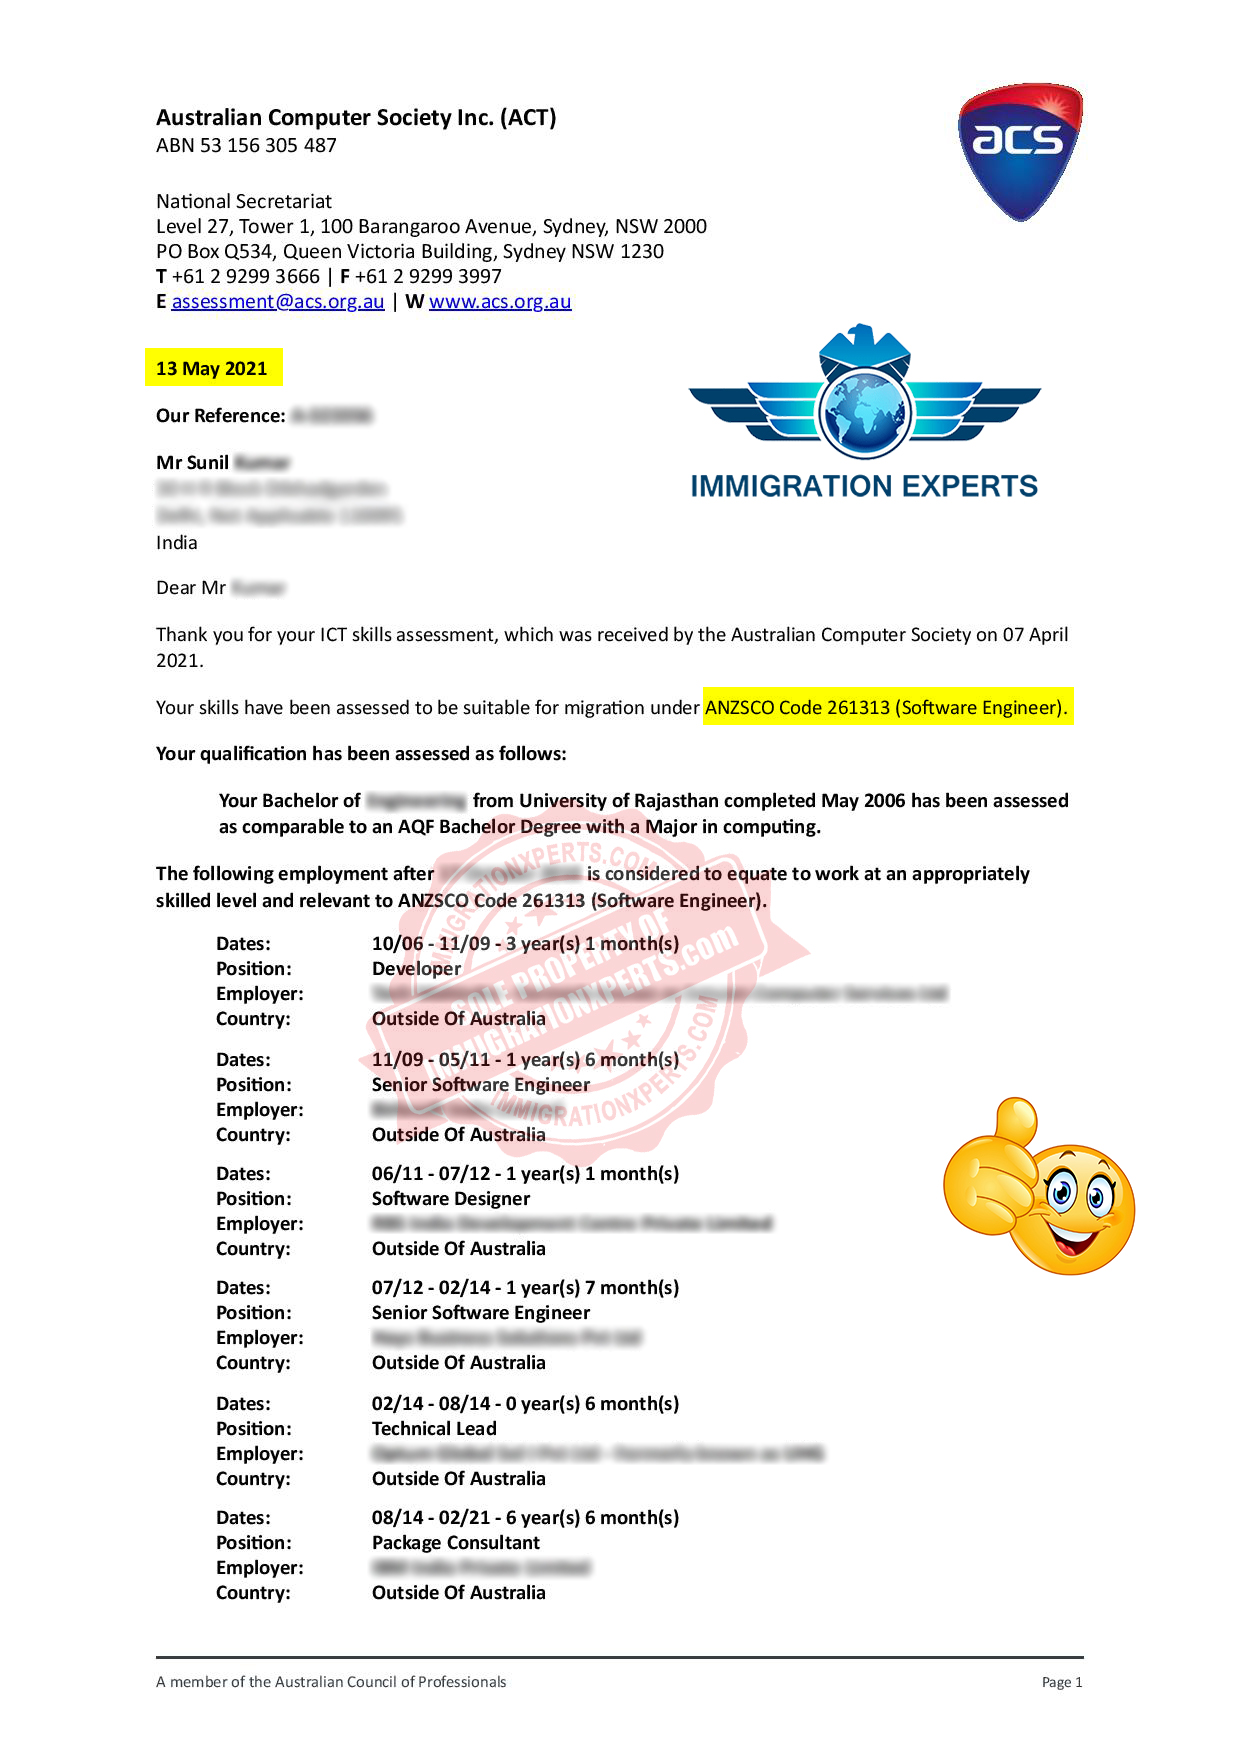 Australian Computer Society Inc. (ACT)
ABN 53 156 305 487
acs
National Secretariat
Level 27, Tower 1, 100 Barangaroo Avenue, Sydney, NSW 2000
PO Box Q534, Queen Victoria Building, Sydney NSW 1230
T +61 2 9299 3666 | F +61 2 9299 3997
E assessment@acs.org.au | W www.acs.org.au
13 May 2021
IMMIGRATION EXPERTS
Our Reference:
Mr Sunil
India
Dear Mr
Thank you for your ICT skills assessment, which was received by the Australian Computer Society on 07 April
2021.
Your skills have been assessed to be suitable for migration under ANZSCO Code 261313 (Software Engineer).
Your qualification has been assessed as follows:
Your Bachelor of from University of Rajasthan completed May 2006 has been assessed
as comparable to an AQF Bachelor Degree with a Major in computing.
The following employment after is considered to equate to work at an appropriately
skilled level and relevant to ANZSCO Code 261313 (Software Engineer).
IMMIGRATIONXPERTS.COM
SOLE PROPERTY OF
IMMIGRATIONXPERTS.com
IMMIGRATIONXPERTS.COM
Dates: 10/06 - 11/09 - 3 year(s) 1 month(s)
Position: Developer
Employer:
Country: Outside Of Australia
Dates: 11/09 - 05/11 - 1 year(s) 6 month(s)
Position: Senior Software Engineer
Employer:
Country: Outside Of Australia
Dates: 06/11 - 07/12 - 1 year(s) 1 month(s)
Position: Software Designer
Employer:
Country: Outside Of Australia
Dates: 07/12 - 02/14 - 1 year(s) 7 month(s)
Position: Senior Software Engineer
Employer:
Country: Outside Of Australia
Dates: 02/14 - 08/14 - 0 year(s) 6 month(s)
Position: Technical Lead
Employer:
Country: Outside Of Australia
Dates: 08/14 - 02/21 - 6 year(s) 6 month(s)
Position: Package Consultant
Employer:
Country: Outside Of Australia
A member of the Australian Council of Professionals Page 1